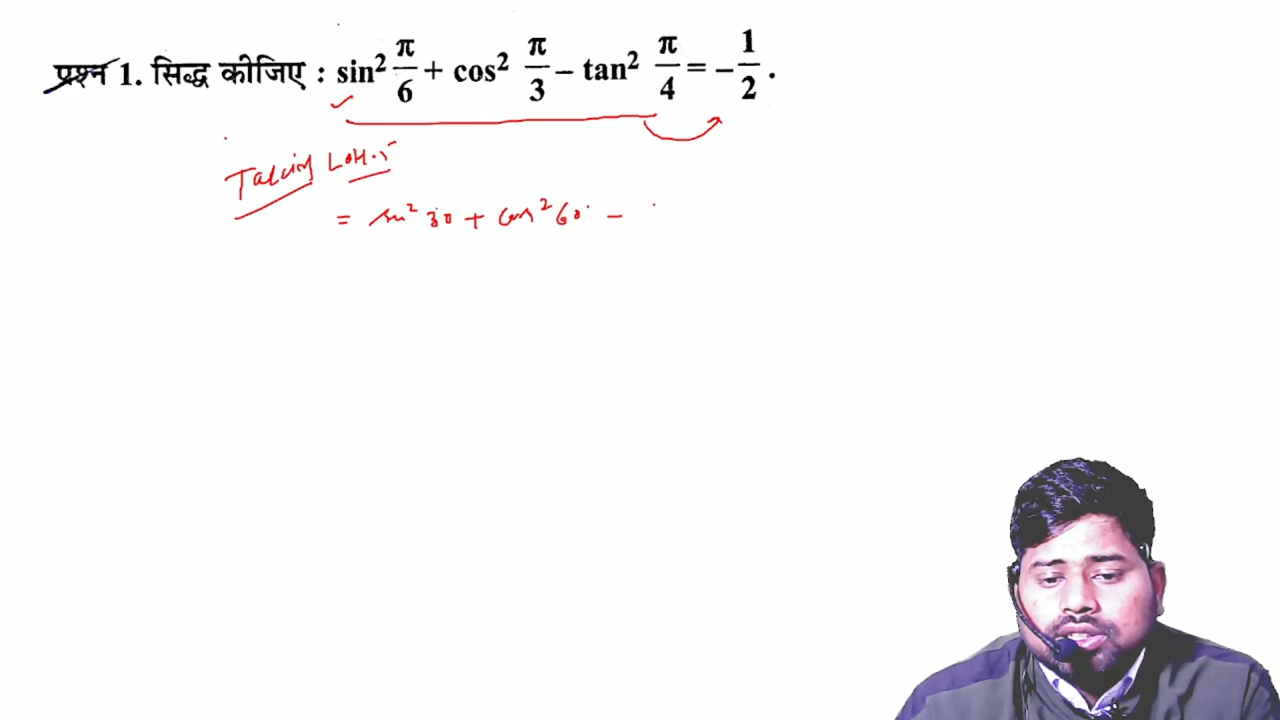 प्रश्न 1. सिद्ध कीजिए : sin² π/6 + cos² π/3 – tan² π/4 = – 1/2 .
Taking L.H.S
= sin² 30 + cos² 60° –